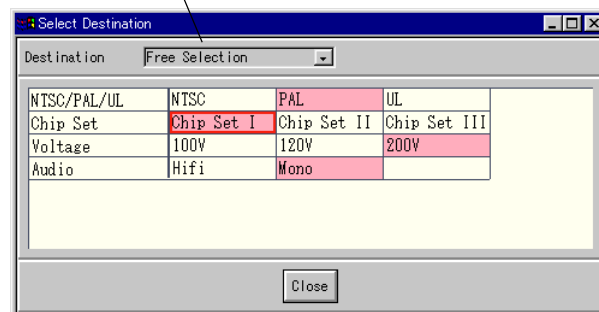 Select Destination
Destination Free Selection
NTSC/PAL/UL NTSC PAL UL
Chip Set Chip Set I Chip Set II Chip Set III
Voltage 100V 120V 200V
Audio Hifi Mono
Close